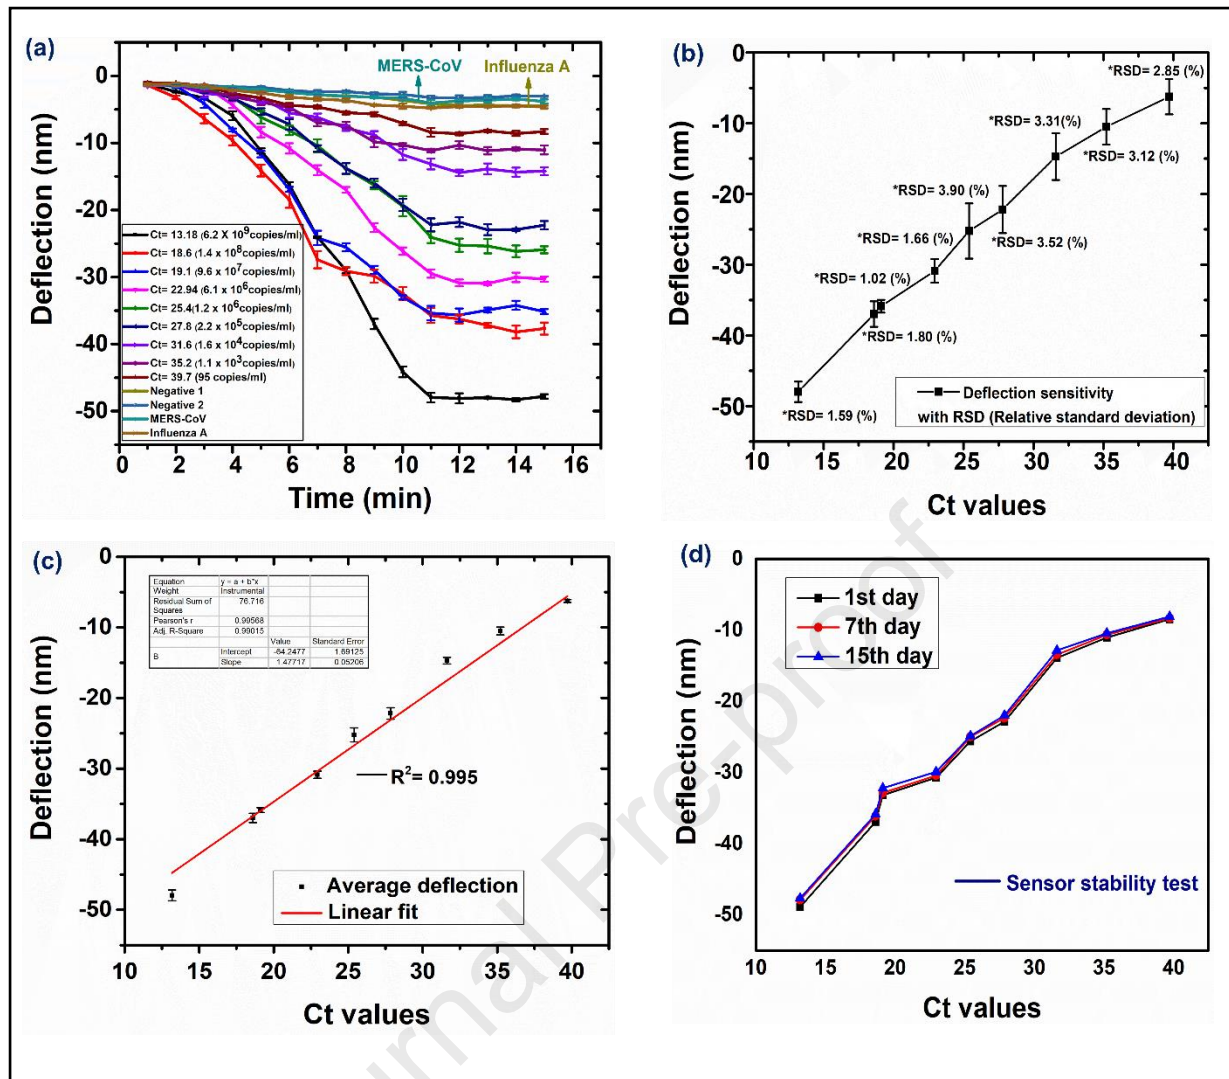 (a)
MERS-CoV
Influenza A
0
-10
-20
-30
-40
-50
Deflection (nm)
Ct= 13.18 (6.2 X 10⁹copies/ml)
Ct= 18.6 (1.4 x 10⁸copies/ml)
Ct= 19.1 (9.6 x 10⁷copies/ml)
Ct= 22.94 (6.1 x 10⁶copies/ml)
Ct= 25.4 (1.2 x 10⁶copies/ml)
Ct= 27.8 (2.2 x 10⁵copies/ml)
Ct= 31.6 (1.6 x 10⁴copies/ml)
Ct= 35.2 (1.1 x 10³copies/ml)
Ct= 39.7 (95 copies/ml)
Negative 1
Negative 2
MERS-CoV
Influenza A
0 2 4 6 8 10 12 14 16
Time (min)
(b)
0
-10
-20
-30
-40
-50
Deflection (nm)
*RSD= 2.85 (%)
*RSD= 3.31(%)
*RSD= 3.12 (%)
*RSD= 3.90 (%)
*RSD= 1.66 (%)
*RSD= 3.52 (%)
*RSD= 1.02 (%)
*RSD= 1.80 (%)
*RSD= 1.59 (%)
Deflection sensitivity
with RSD (Relative standard deviation)
10 15 20 25 30 35 40
Ct values
(c)
0
-10
-20
-30
-40
-50
Deflection (nm)
Equation y = a + b*x
Weight Instrumental
Residual Sum of Squares 76.716
Pearson's r 0.99568
Adj. R-Square 0.99015
Value Standard Error
B Intercept -64.2477 1.69125
Slope 1.47717 0.05206
R²= 0.995
Average deflection
Linear fit
10 15 20 25 30 35 40
Ct values
(d)
0
-10
-20
-30
-40
-50
Deflection (nm)
1st day
7th day
15th day
Sensor stability test
10 15 20 25 30 35 40
Ct values
urnal Pre-proof